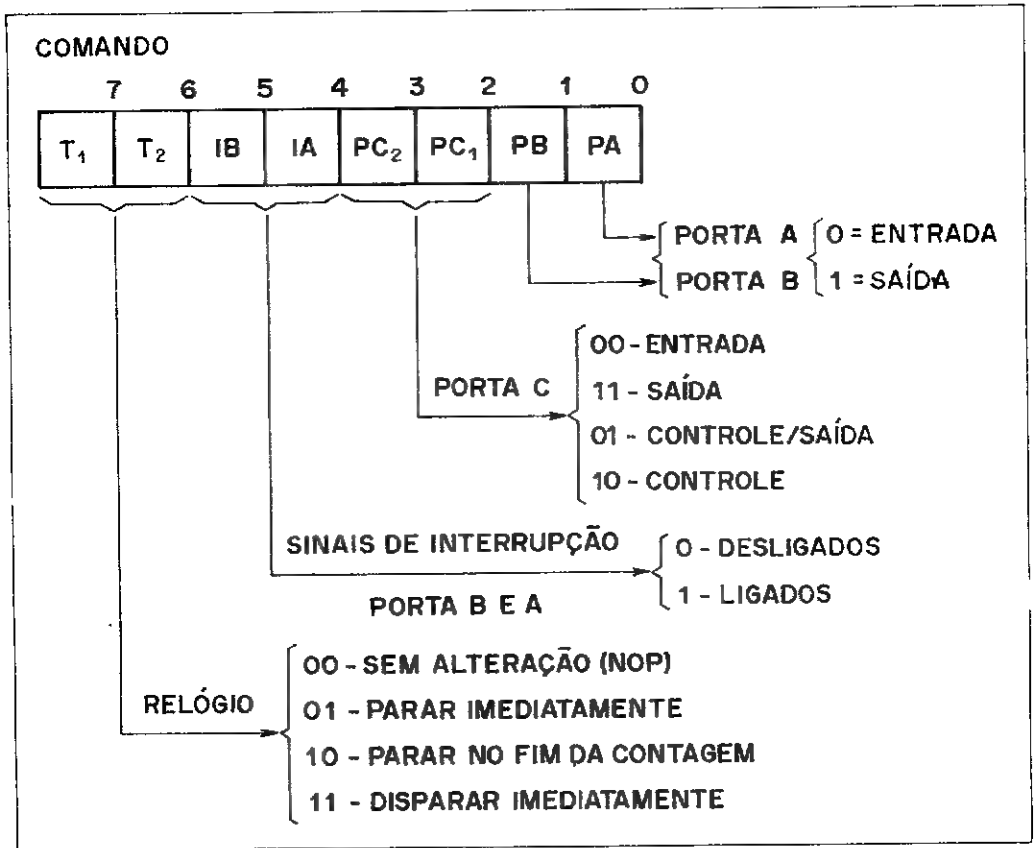 COMANDO
7 6 5 4 3 2 1 0
T₁ T₂ IB IA PC₂ PC₁ PB PA
PORTA A
PORTA B
0 = ENTRADA
1 = SAÍDA
PORTA C
00 - ENTRADA
11 - SAÍDA
01 - CONTROLE/SAÍDA
10 - CONTROLE
SINAIS DE INTERRUPÇÃO
PORTA B E A
0 - DESLIGADOS
1 - LIGADOS
RELÓGIO
00 - SEM ALTERAÇÃO (NOP)
01 - PARAR IMEDIATAMENTE
10 - PARAR NO FIM DA CONTAGEM
11 - DISPARAR IMEDIATAMENTE